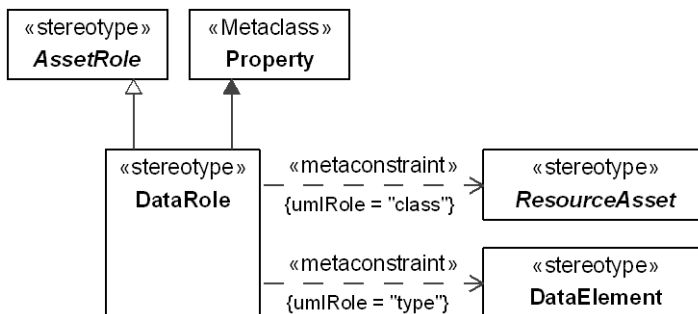 «stereotype»
AssetRole
«Metaclass»
Property
«stereotype»
DataRole
«metaconstraint»
{umlRole = "class"}
«stereotype»
ResourceAsset
«metaconstraint»
{umlRole = "type"}
«stereotype»
DataElement